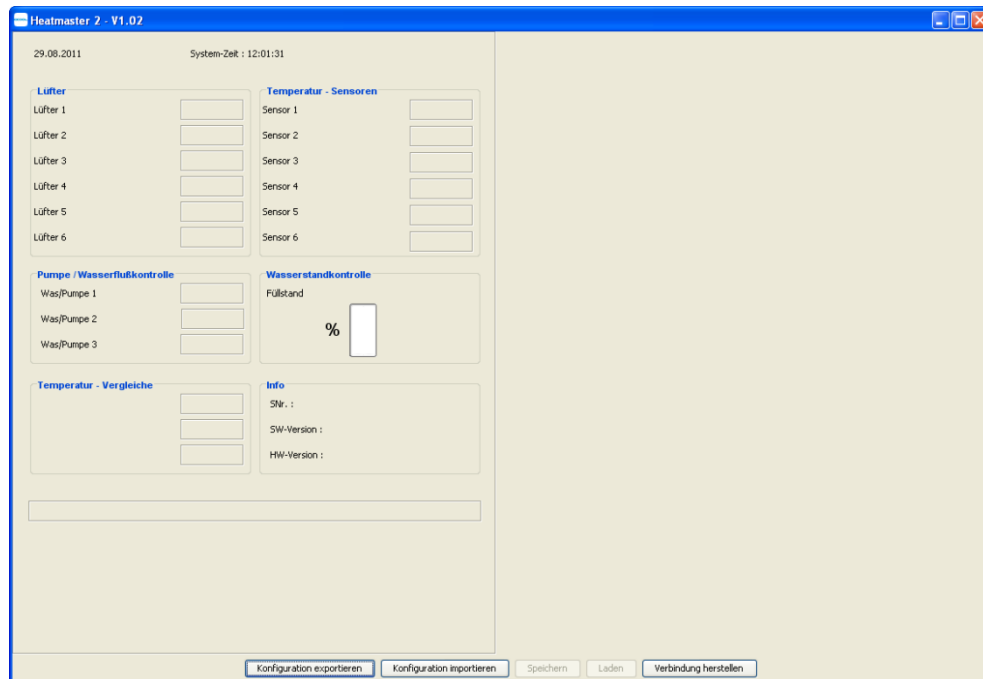 Heatmaster 2 - V1.02
29.08.2011 System-Zeit : 12:01:31
Lüfter
Lüfter 1
Lüfter 2
Lüfter 3
Lüfter 4
Lüfter 5
Lüfter 6
Temperatur - Sensoren
Sensor 1
Sensor 2
Sensor 3
Sensor 4
Sensor 5
Sensor 6
Pumpe / Wasserflußkontrolle
Was/Pumpe 1
Was/Pumpe 2
Was/Pumpe 3
Wasserstandkontrolle
Füllstand
%
Temperatur - Vergleiche
Info
SNr. :
SW-Version :
HW-Version :
Konfiguration exportieren Konfiguration importieren Speichern Laden Verbindung herstellen